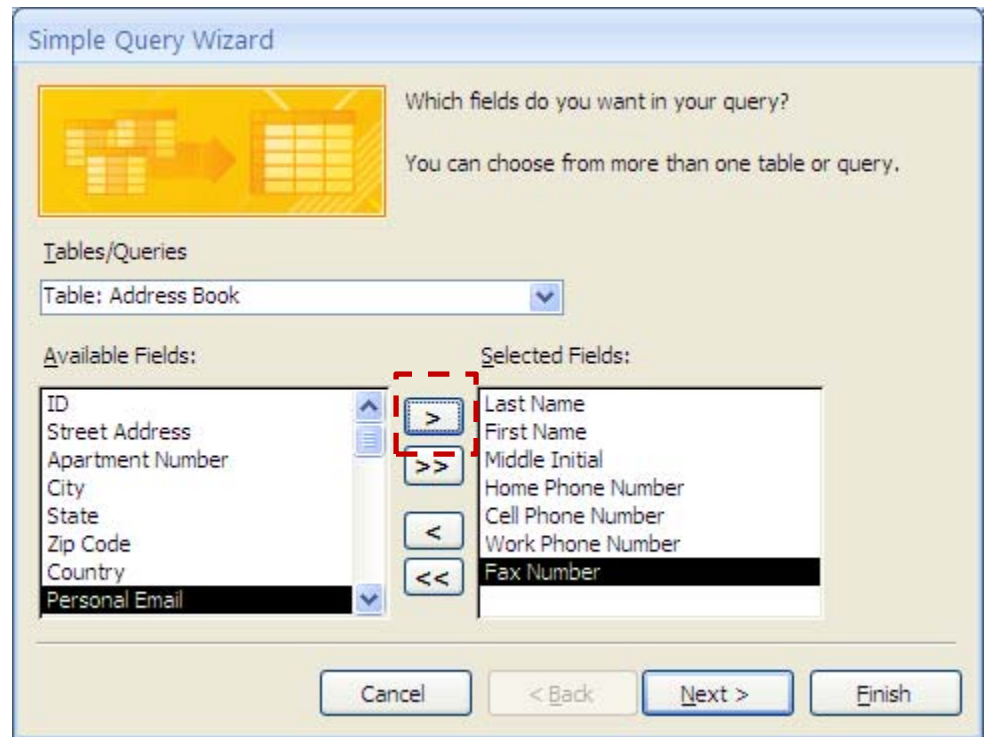 Simple Query Wizard
Which fields do you want in your query?
You can choose from more than one table or query.
Tables/Queries
Table: Address Book
Available Fields:
Selected Fields:
ID
Street Address
Apartment Number
City
State
Zip Code
Country
Personal Email
>
>>
<
<<
Last Name
First Name
Middle Initial
Home Phone Number
Cell Phone Number
Work Phone Number
Fax Number
Cancel
< Back
Next >
Finish